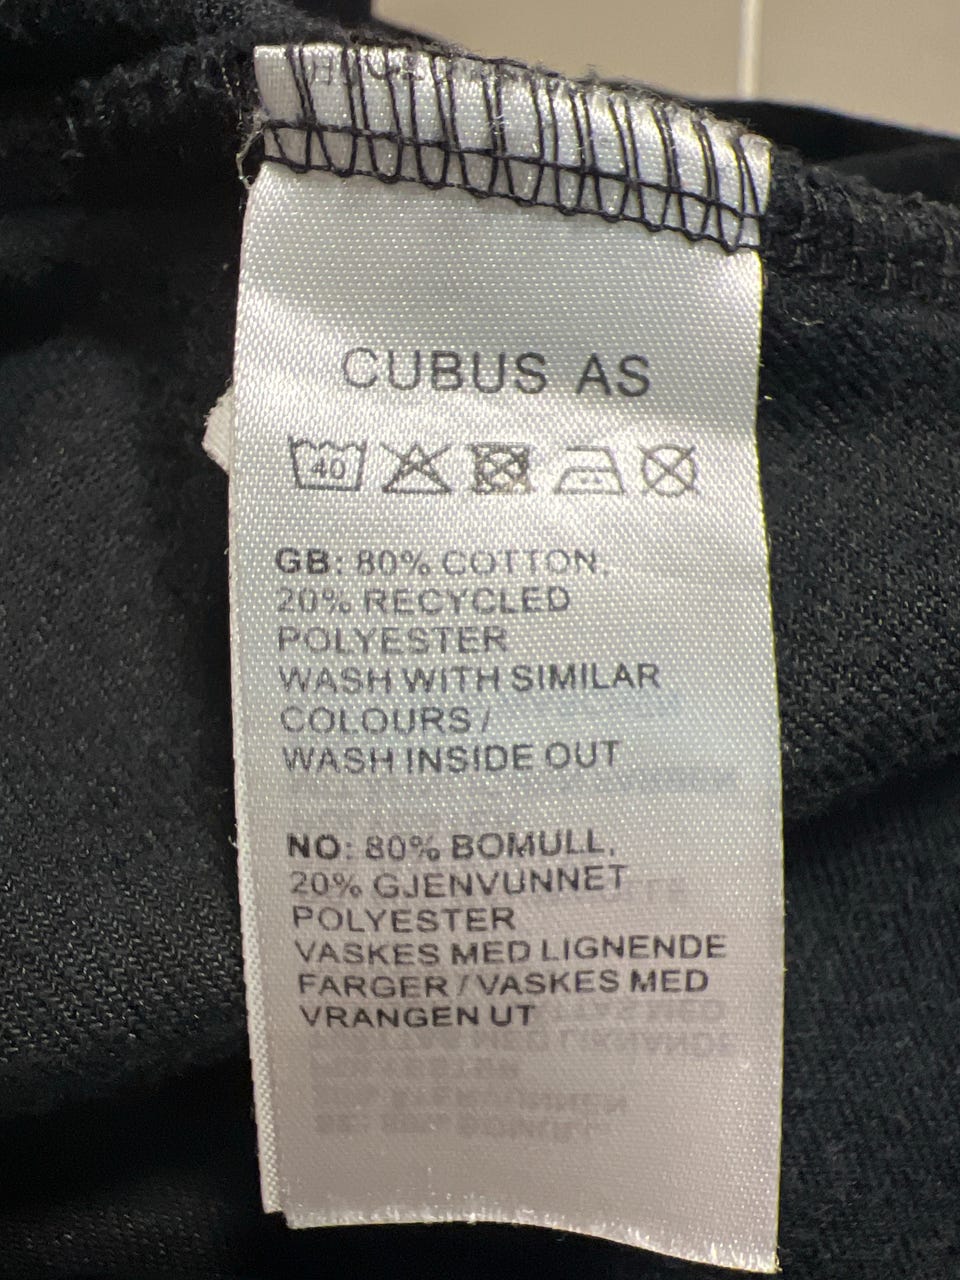 CUBUS AS
40
GB: 80% COTTON,
20% RECYCLED
POLYESTER
WASH WITH SIMILAR
COLOURS /
WASH INSIDE OUT
NO: 80% BOMULL,
20% GJENVUNNET
POLYESTER
VASKES MED LIGNENDE
FARGER / VASKES MED
VRANGEN UT